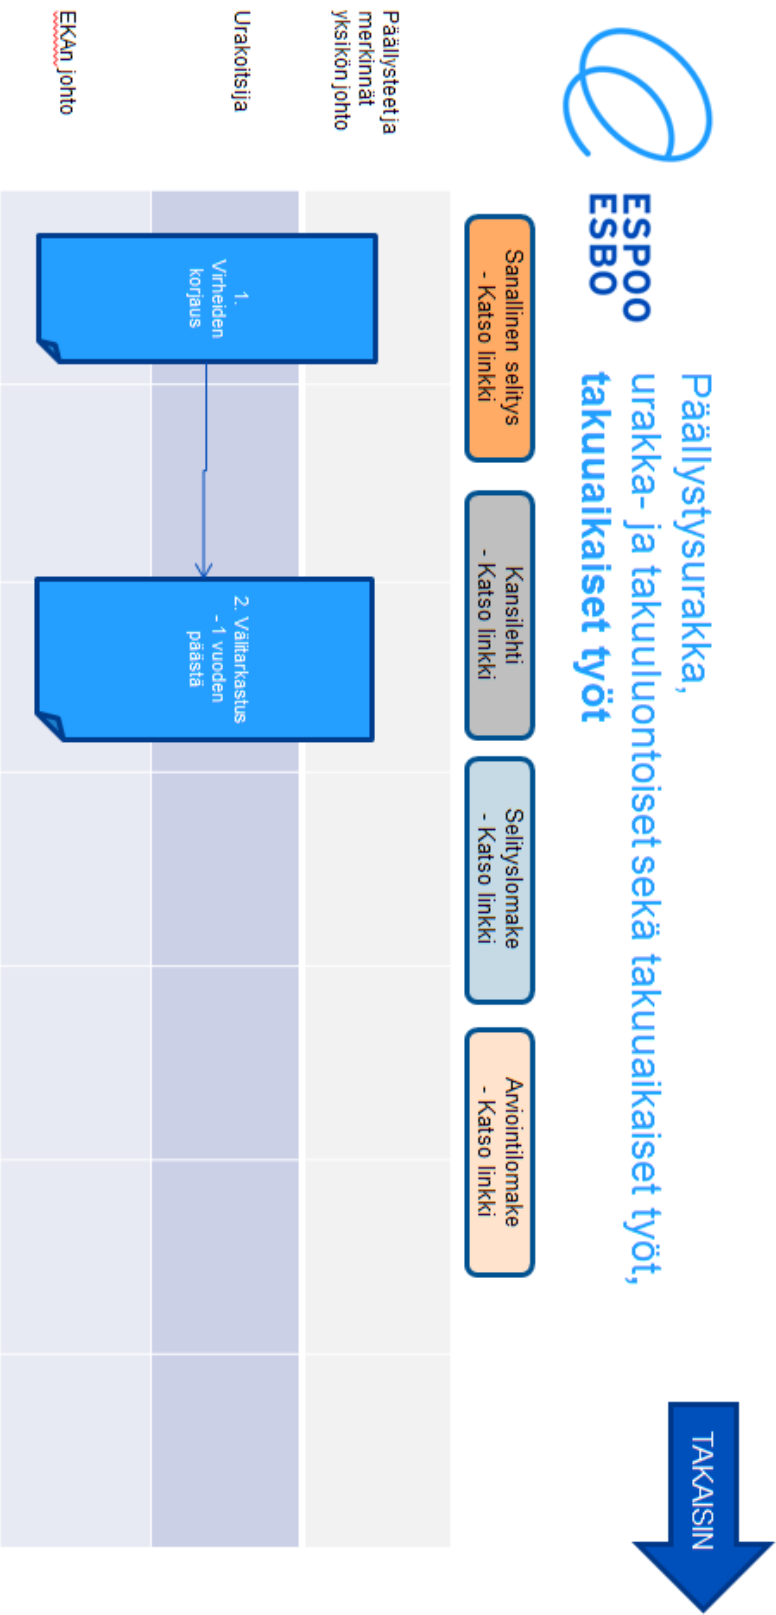 ESPOO
ESBO
Päällystysurakka,
urakka- ja takuuluontoiset sekä takuuaikaiset työt,
takuuaikaiset työt
TAKAISIN
Sanallinen selitys
- Katso linkki
Kansilehti
- Katso linkki
Selityslomake
- Katso linkki
Arviointilomake
- Katso linkki
Päällysteet ja
merkinnät
yksikön johto
Urakoitsija
EKAn johto
1.
Virheiden
korjaus
2. Välitarkastus
- 1 vuoden
päästä